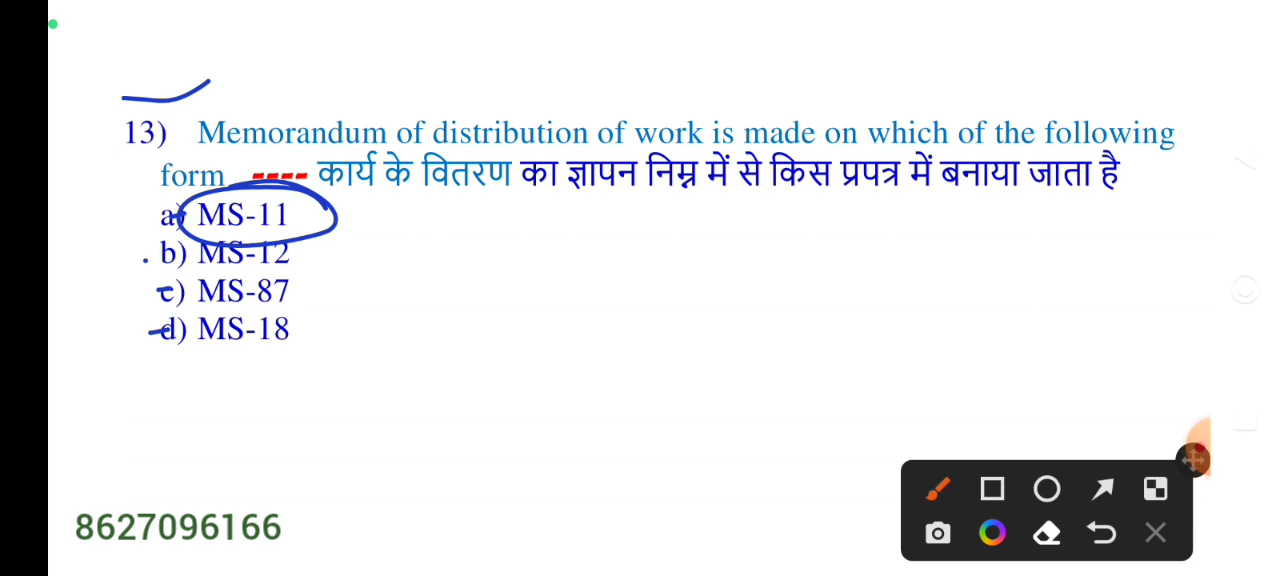 13) Memorandum of distribution of work is made on which of the following
form ---- कार्य के वितरण का ज्ञापन निम्न में से किस प्रपत्र में बनाया जाता है
a) MS-11
b) MS-12
c) MS-87
d) MS-18
8627096166